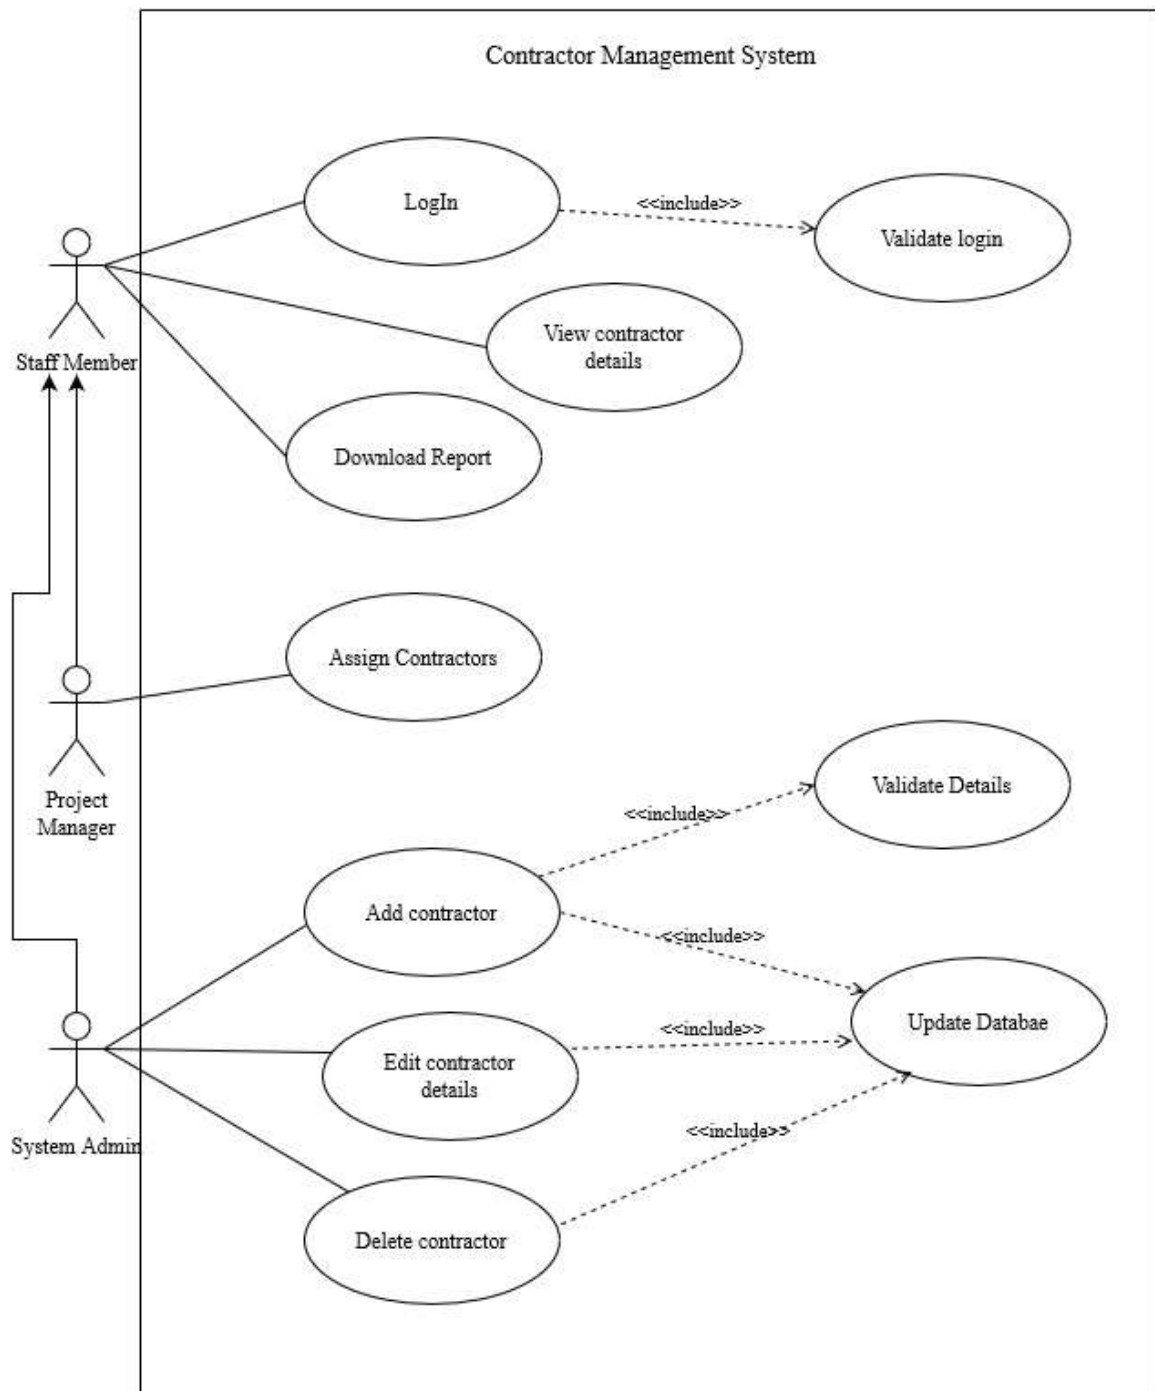 Contractor Management System
LogIn
<<include>>
Validate login
View contractor
details
Staff Member
Download Report
Assign Contractors
Project
Manager
Validate Details
<<include>>
Add contractor
<<include>>
Update Databae
<<include>>
Edit contractor
details
<<include>>
System Admin
Delete contractor